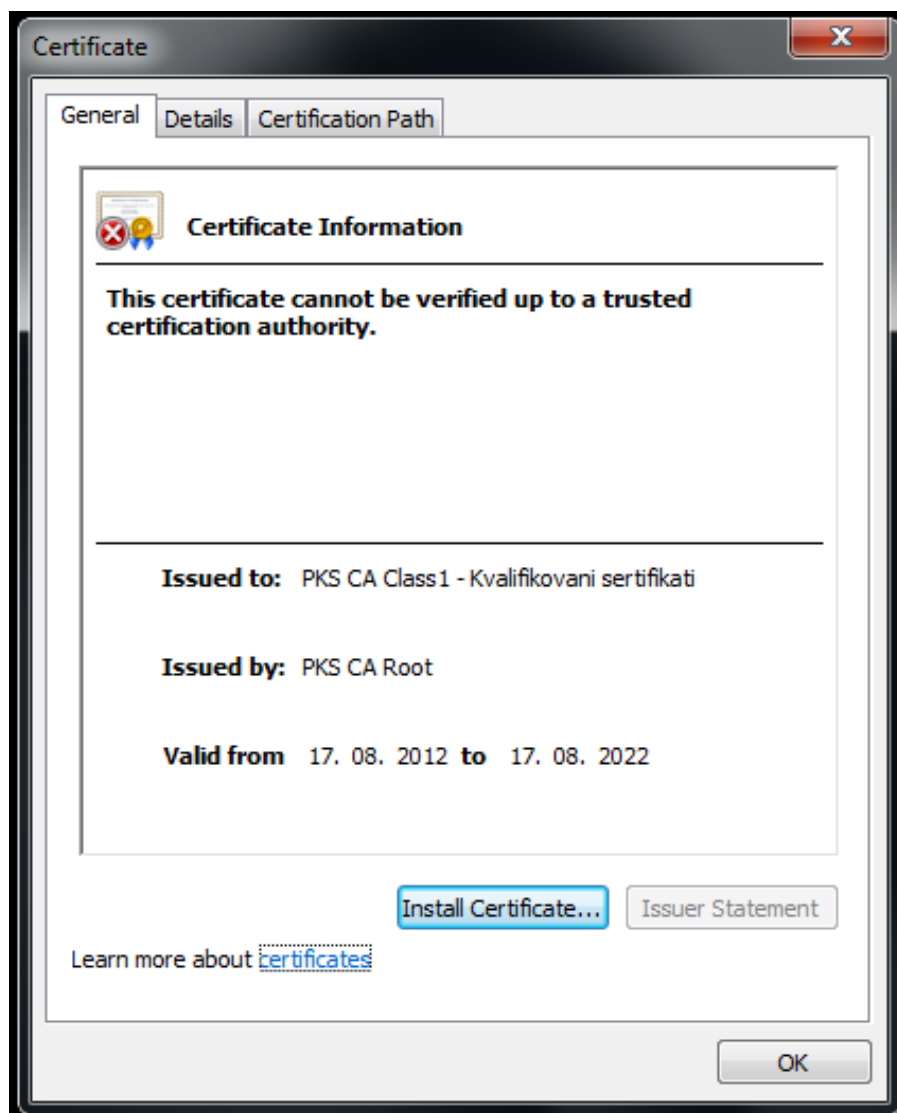 Certificate
General Details Certification Path
Certificate Information
This certificate cannot be verified up to a trusted
certification authority.
Issued to: PKS CA Class1 - Kvalifikovani sertifikati
Issued by: PKS CA Root
Valid from 17. 08. 2012 to 17. 08. 2022
Install Certificate... Issuer Statement
Learn more about certificates
OK